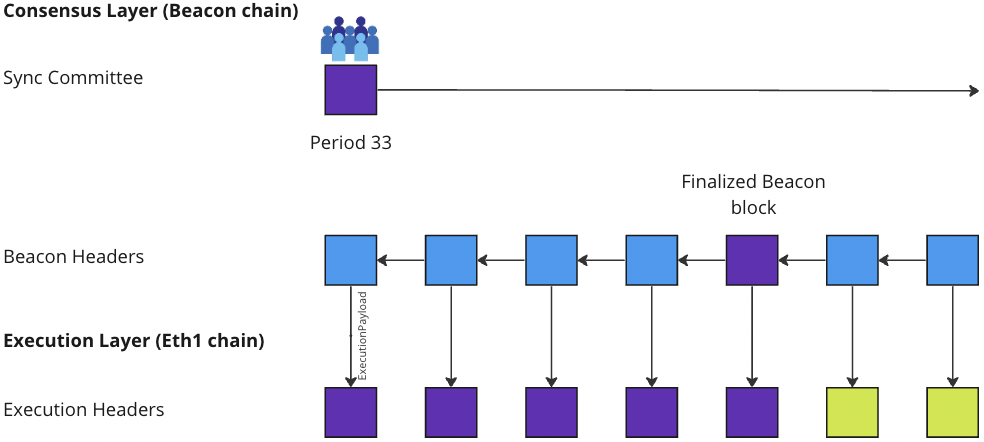 Consensus Layer (Beacon chain)
Sync Committee
Period 33
Finalized Beacon
block
Beacon Headers
ExecutionPayload
Execution Layer (Eth1 chain)
Execution Headers